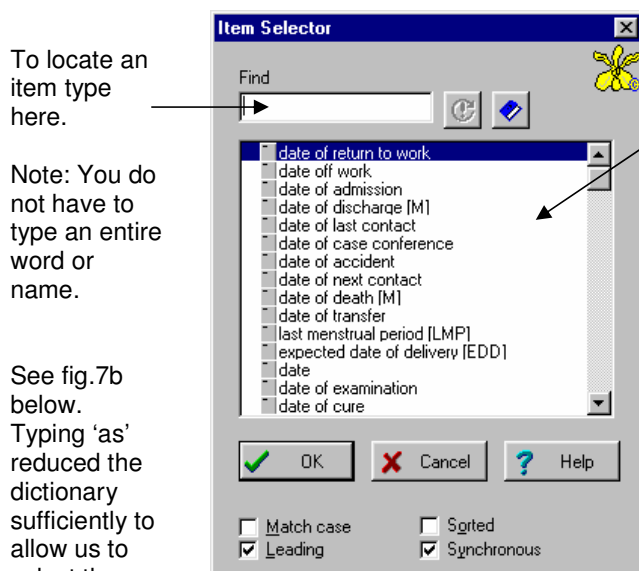 To locate an
item type
here.
Note: You do
not have to
type an entire
word or
name.
See fig.7b
below.
Typing ‘as’
reduced the
dictionary
sufficiently to
allow us to
Item Selector
Find
date of return to work
date off work
date of admission
date of discharge [M]
date of last contact
date of case conference
date of accident
date of next contact
date of death [M]
date of transfer
last menstrual period [LMP]
expected date of delivery [EDD]
date
date of examination
date of cure
OK
Cancel
Help
Match case
Sorted
Leading
Synchronous